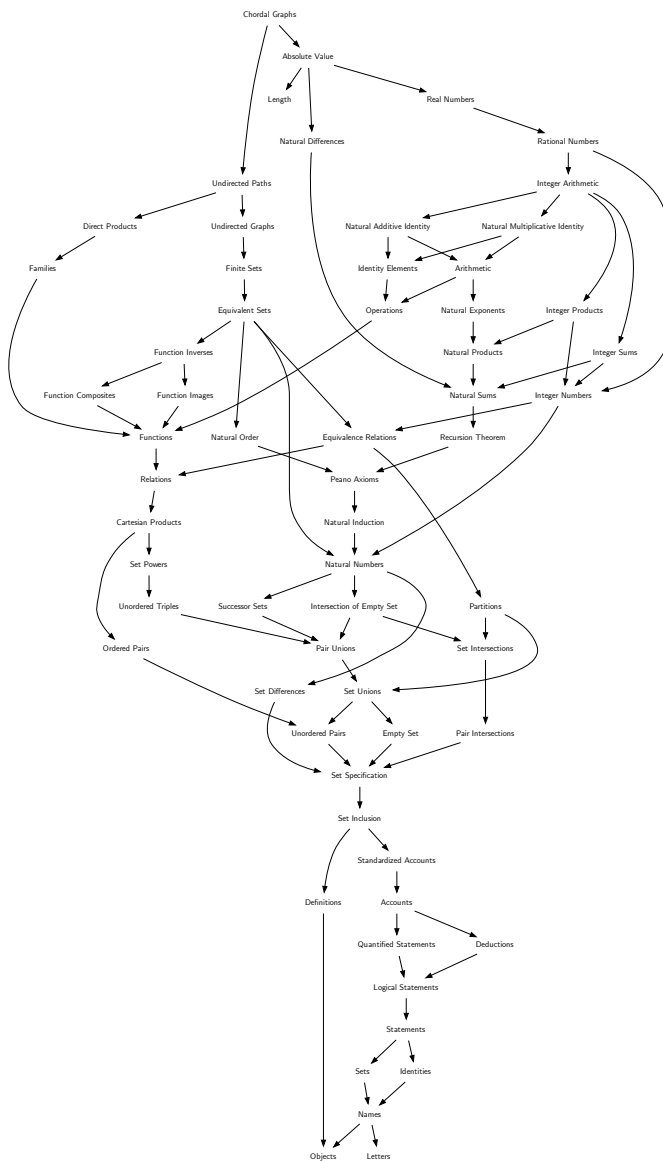 Chordal Graphs
Absolute Value
Length
Real Numbers
Natural Differences
Rational Numbers
Undirected Paths
Integer Arithmetic
Direct Products
Undirected Graphs
Natural Additive Identity
Natural Multiplicative Identity
Families
Finite Sets
Identity Elements
Arithmetic
Equivalent Sets
Operations
Natural Exponents
Integer Products
Function Inverses
Natural Products
Integer Sums
Function Composites
Function Images
Natural Sums
Integer Numbers
Functions
Natural Order
Equivalence Relations
Recursion Theorem
Relations
Peano Axioms
Cartesian Products
Natural Induction
Set Powers
Natural Numbers
Unordered Triples
Successor Sets
Intersection of Empty Set
Partitions
Ordered Pairs
Pair Unions
Set Intersections
Set Differences
Set Unions
Unordered Pairs
Empty Set
Pair Intersections
Set Specification
Set Inclusion
Standardized Accounts
Definitions
Accounts
Quantified Statements
Deductions
Logical Statements
Statements
Sets
Identities
Names
Objects
Letters